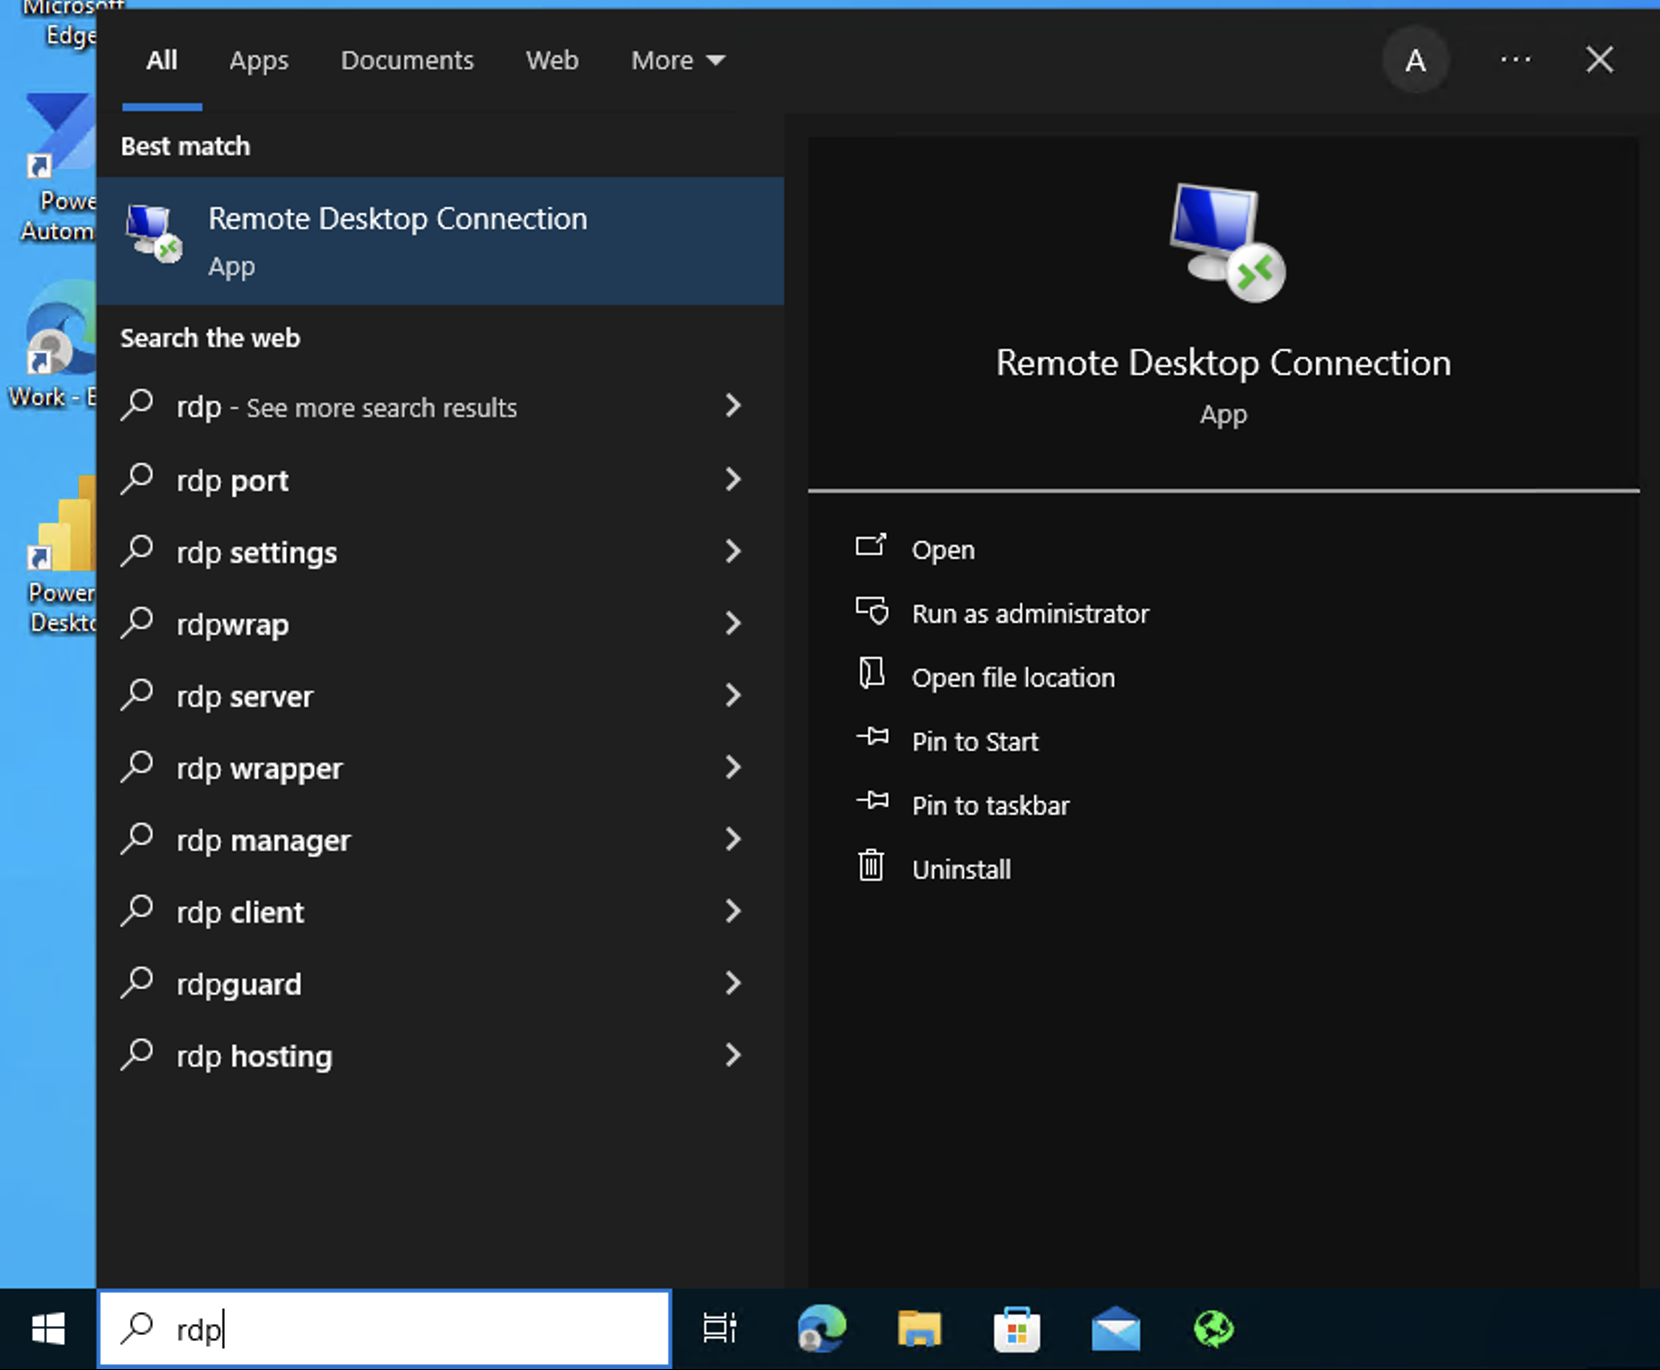 Microsoft
Edge
All
Apps
Documents
Web
More
A
Best match
Remote Desktop Connection
App
Search the web
rdp - See more search results
rdp port
rdp settings
rdpwrap
rdp server
rdp wrapper
rdp manager
rdp client
rdpguard
rdp hosting
Remote Desktop Connection
App
Open
Run as administrator
Open file location
Pin to Start
Pin to taskbar
Uninstall
Powe
Autom
Work - E
Power
Deskto
rdp